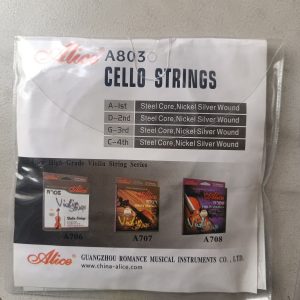 Alice A803
CELLO STRINGS
A-1st Steel Core,Nickel Silver Wound
D-2nd Steel Core,Nickel Silver Wound
G-3rd Steel Core,Nickel Silver Wound
C-4th Steel Core,Nickel Silver Wound
High-Grade Violin String Series
A706 A707 A708
Alice GUANGZHOU ROMANCE MUSICAL INSTRUMENTS CO., LTD.
www.china-alice.com